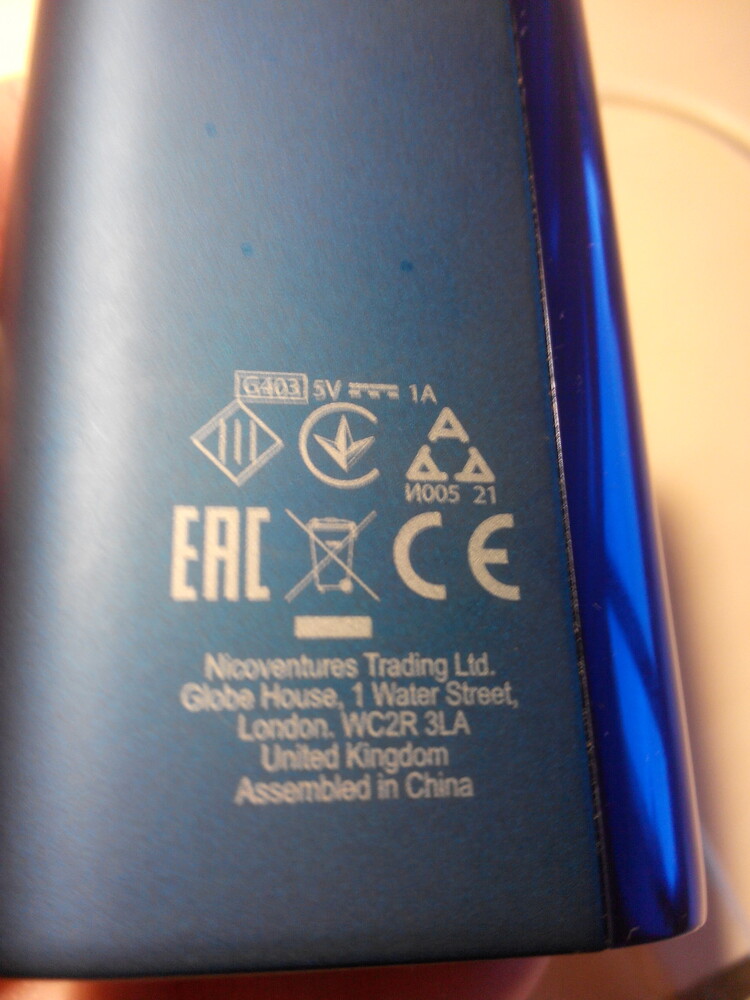 G403 5V 1A
И005 21
EAC CE
Nicoventures Trading Ltd.
Globe House, 1 Water Street,
London. WC2R 3LA
United Kingdom
Assembled in China